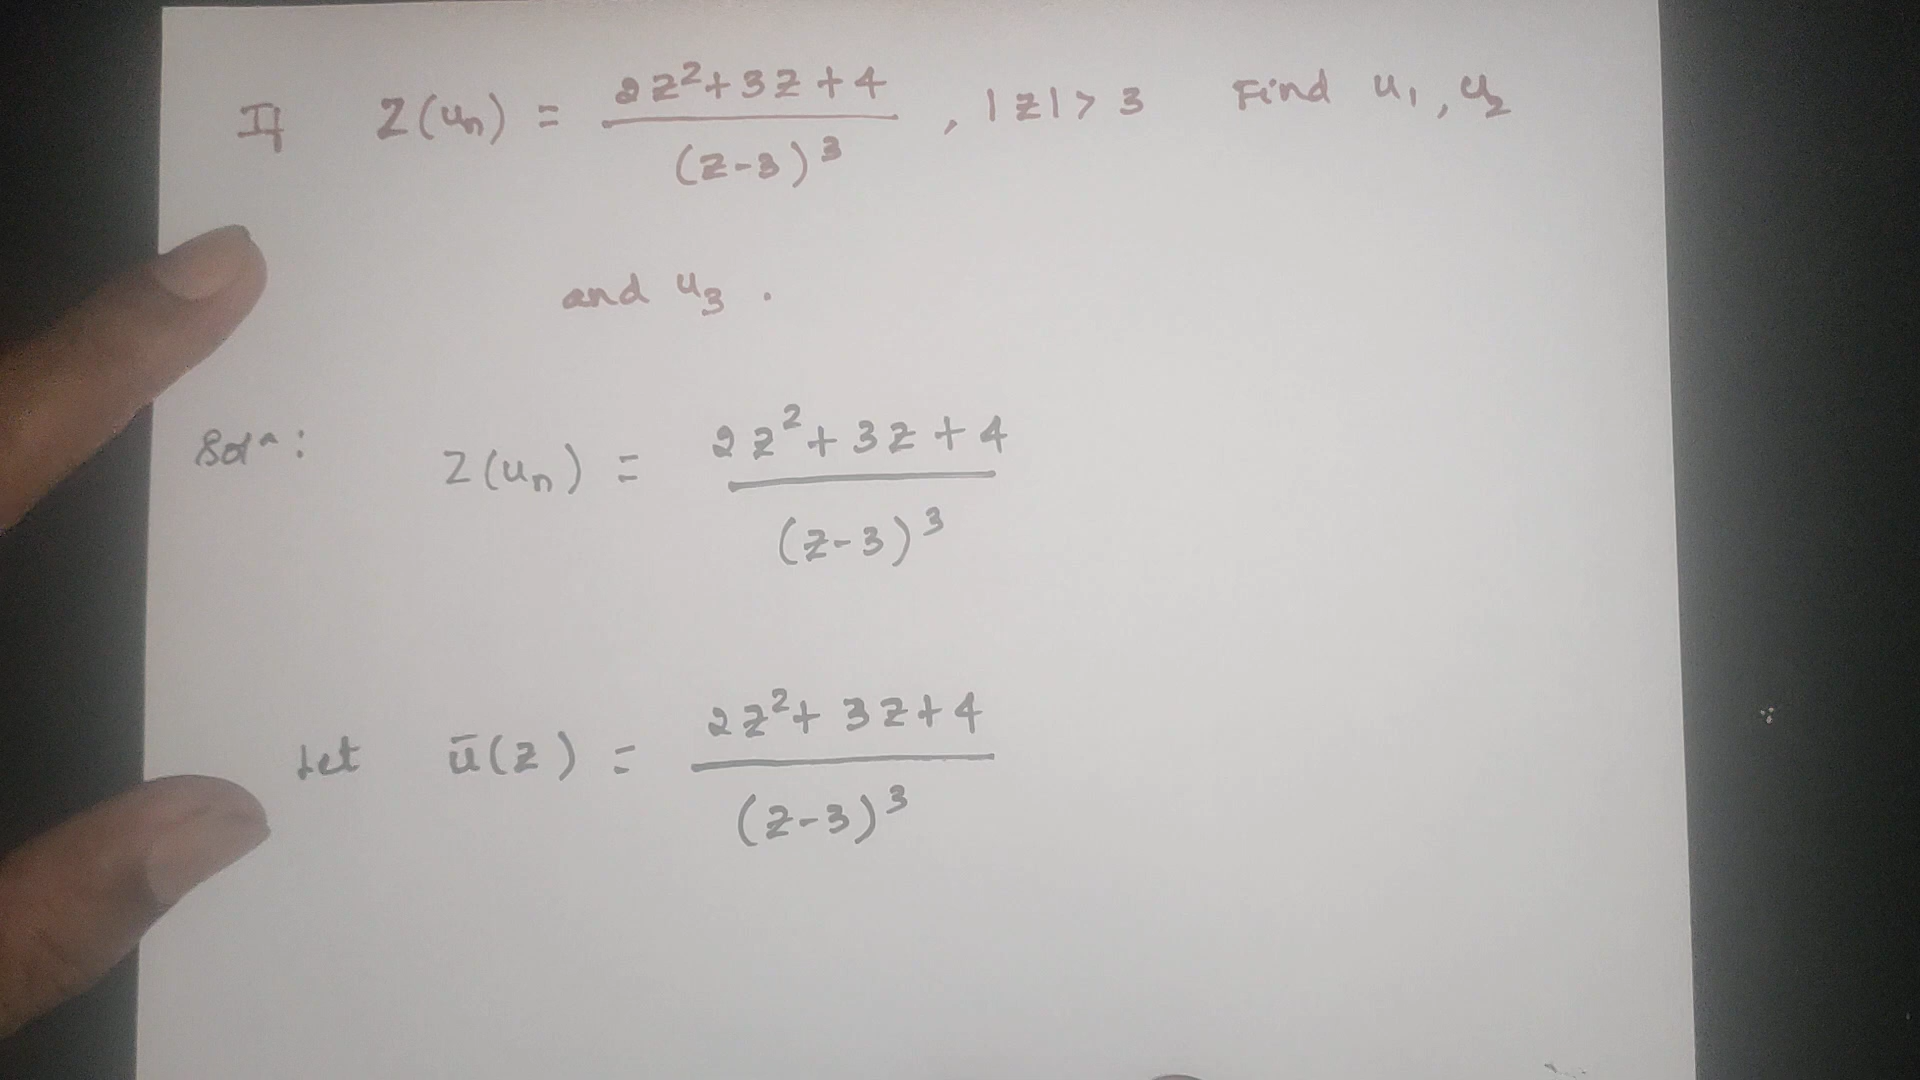 If Z(uₙ) = (2z²+3z+4)/(z-3)³ , |z|>3 Find u₁, u₂
and u₃.
Solⁿ: Z(uₙ) = (2z²+3z+4)/(z-3)³
Let ū(z) = (2z²+3z+4)/(z-3)³